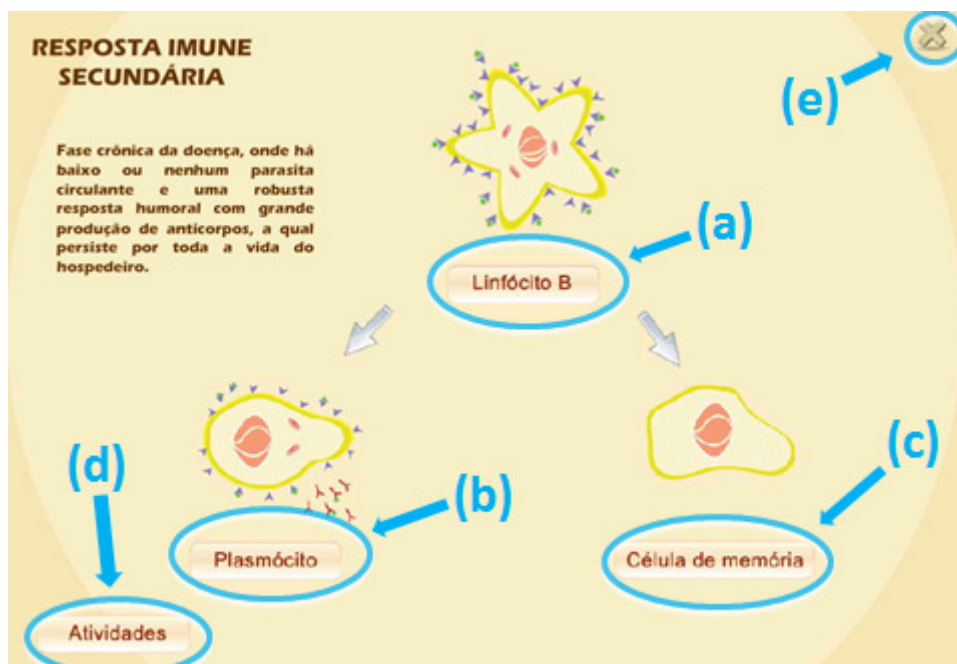 RESPOSTA IMUNE
SECUNDÁRIA
(e)
Fase crônica da doença, onde há
baixo ou nenhum parasita
circulante e uma robusta
resposta humoral com grande
produção de anticorpos, a qual
persiste por toda a vida do
hospedeiro.
(a)
Linfócito B
(d)
(b)
(c)
Plasmócito
Célula de memória
Atividades